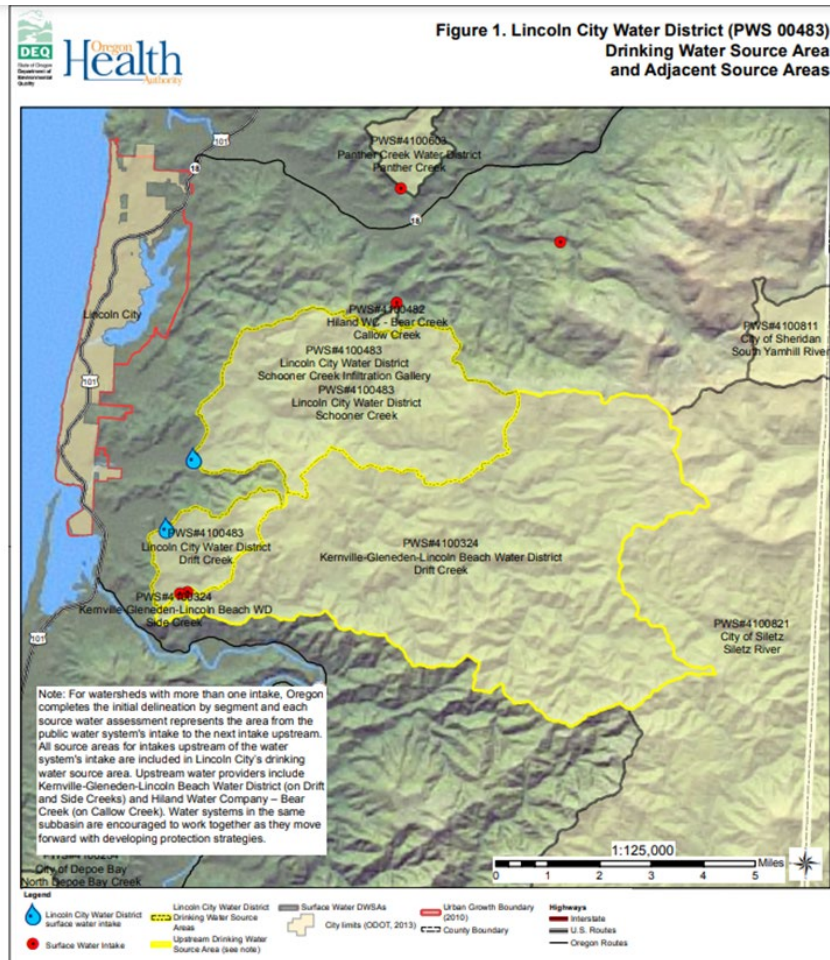 DEQ
State of Oregon
Department of
Environmental
Quality
Oregon
Health
Authority
Figure 1. Lincoln City Water District (PWS 00483)
Drinking Water Source Area
and Adjacent Source Areas
101
18
PWS#4100603
Panther Creek Water District
Panther Creek
18
Lincoln City
PWS#4100482
Hiland WC - Bear Creek
Callow Creek
PWS#4100811
City of Sheridan
South Yamhill River
PWS#4100483
Lincoln City Water District
Schooner Creek Infiltration Gallery
PWS#4100483
Lincoln City Water District
Schooner Creek
101
PWS#4100483
Lincoln City Water District
Drift Creek
PWS#4100324
Kernville-Gleneden-Lincoln Beach Water District
Drift Creek
PWS#4100324
Kernville-Gleneden-Lincoln Beach WD
Side Creek
PWS#4100821
City of Siletz
Siletz River
101
Note: For watersheds with more than one intake, Oregon
completes the initial delineation by segment and each
source water assessment represents the area from the
public water system's intake to the next intake upstream.
All source areas for intakes upstream of the water
system's intake are included in Lincoln City's drinking
water source area. Upstream water providers include
Kernville-Gleneden-Lincoln Beach Water District (on Drift
and Side Creeks) and Hiland Water Company – Bear
Creek (on Callow Creek). Water systems in the same
subbasin are encouraged to work together as they move
forward with developing protection strategies.
City of Depoe Bay
North Depoe Bay Creek
1:125,000
Miles
0 1 2 3 4 5
Legend
Lincoln City Water District
surface water intake
Surface Water Intake
Lincoln City Water District
Drinking Water Source
Areas
Upstream Drinking Water
Source Area (see note)
Surface Water DWSAs
City limits (ODOT, 2013)
Urban Growth Boundary
(2010)
County Boundary
Highways
Interstate
U.S. Routes
Oregon Routes